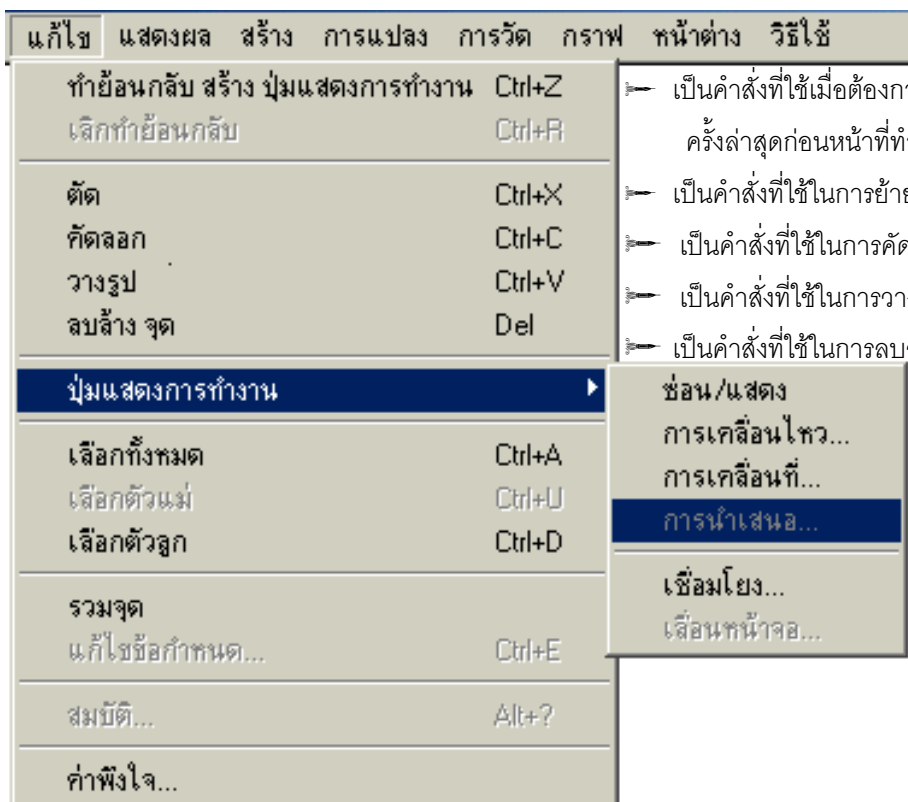 แก้ไข แสดงผล สร้าง การแปลง การวัด กราฟ หน้าต่าง วิธีใช้
ทำย้อนกลับ สร้าง ปุ่มแสดงการทำงาน Ctrl+Z
เป็นคำสั่งที่ใช้เมื่อต้องกา
เลิกทำย้อนกลับ Ctrl+R
ครั้งล่าสุดก่อนหน้าที่ทำ
ตัด Ctrl+X
เป็นคำสั่งที่ใช้ในการย้าย
คัดลอก Ctrl+C
เป็นคำสั่งที่ใช้ในการคัด
วางรูป Ctrl+V
เป็นคำสั่งที่ใช้ในการวา
ลบล้าง จุด Del
เป็นคำสั่งที่ใช้ในการลบ
ปุ่มแสดงการทำงาน
ซ่อน/แสดง
การเคลื่อนไหว...
การเคลื่อนที่...
การนำเสนอ...
เชื่อมโยง...
เลื่อนหน้าจอ...
เลือกทั้งหมด Ctrl+A
เลือกตัวแม่ Ctrl+U
เลือกตัวลูก Ctrl+D
รวมจุด
แก้ไขข้อกำหนด... Ctrl+E
สมบัติ... Alt+?
ค่าพึงใจ...